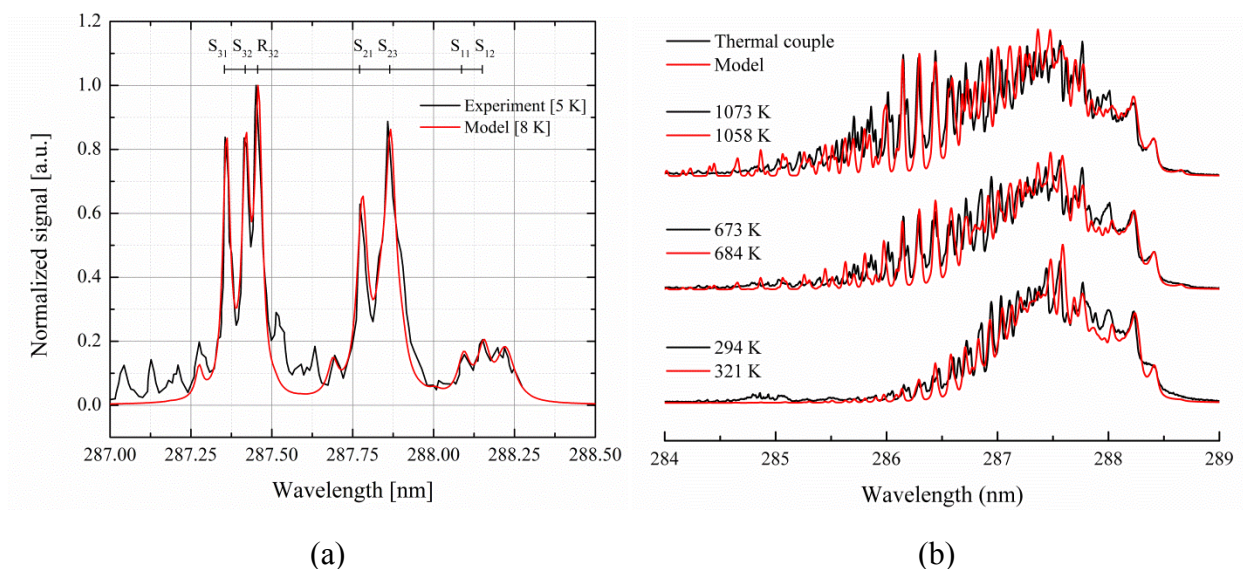 1.2
1.0
0.8
0.6
0.4
0.2
0.0
Normalized signal [a.u.]
S31 S32 R32 S21 S23 S11 S12
Experiment [5 K]
Model [8 K]
287.00 287.25 287.50 287.75 288.00 288.25 288.50
Wavelength [nm]
(a)
Thermal couple
Model
1073 K
1058 K
673 K
684 K
294 K
321 K
284 285 286 287 288 289
Wavelength (nm)
(b)